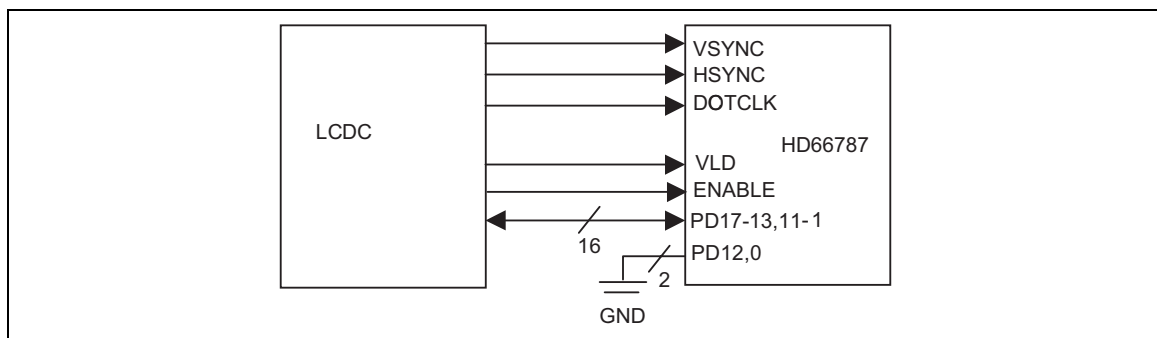 VSYNC
HSYNC
DOTCLK
LCDC
HD66787
VLD
ENABLE
PD17-13,11-1
16
PD12,0
2
GND